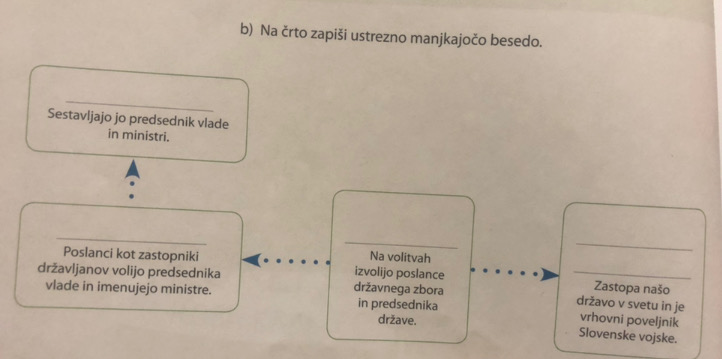 b) Na črto zapiši ustrezno manjkajočo besedo.
Sestavljajo jo predsednik vlade
in ministri.
Poslanci kot zastopniki
državljanov volijo predsednika
vlade in imenujejo ministre.
Na volitvah
izvolijo poslance
državnega zbora
in predsednika
države.
Zastopa našo
državo v svetu in je
vrhovni poveljnik
Slovenske vojske.